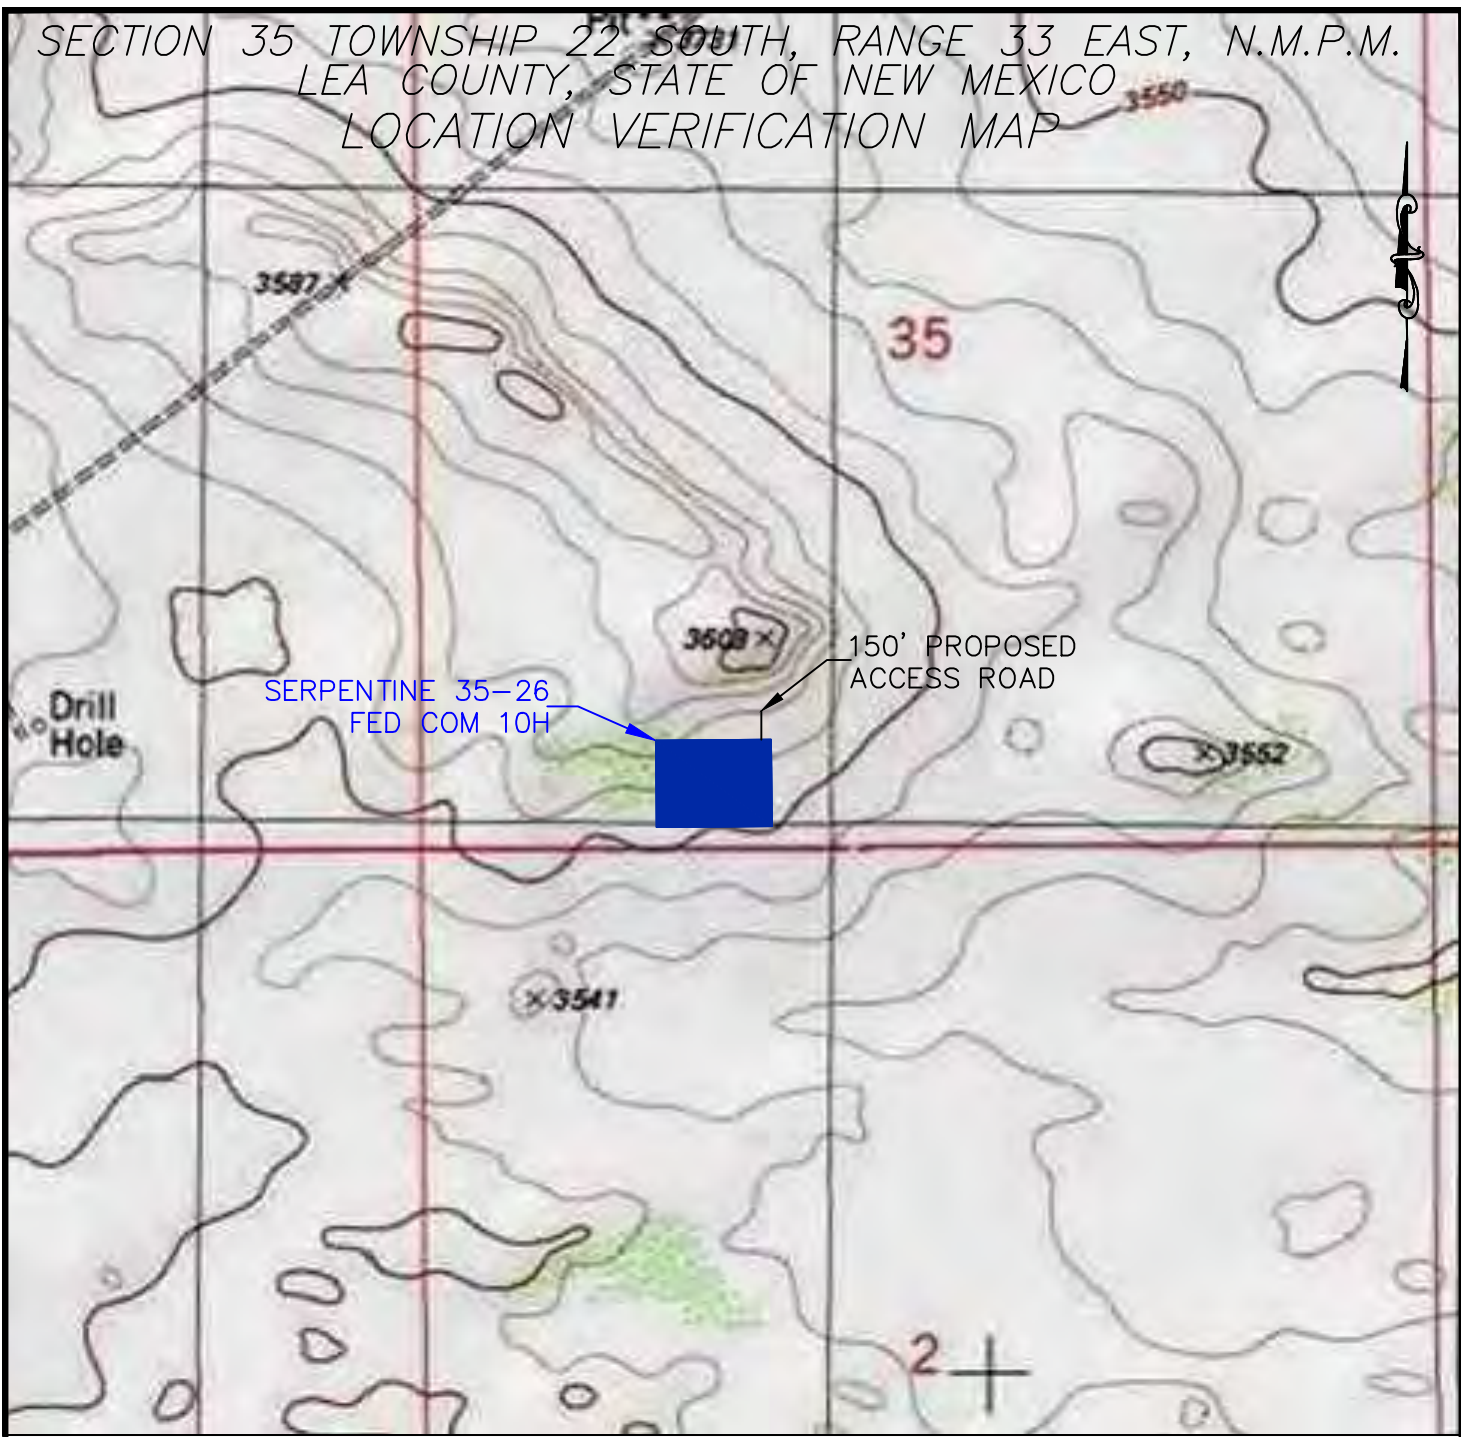 SECTION 35 TOWNSHIP 22 SOUTH, RANGE 33 EAST, N.M.P.M.
LEA COUNTY, STATE OF NEW MEXICO
LOCATION VERIFICATION MAP
3550
3587
35
3603
150' PROPOSED
ACCESS ROAD
SERPENTINE 35-26
FED COM 10H
Drill
Hole
3552
3541
2